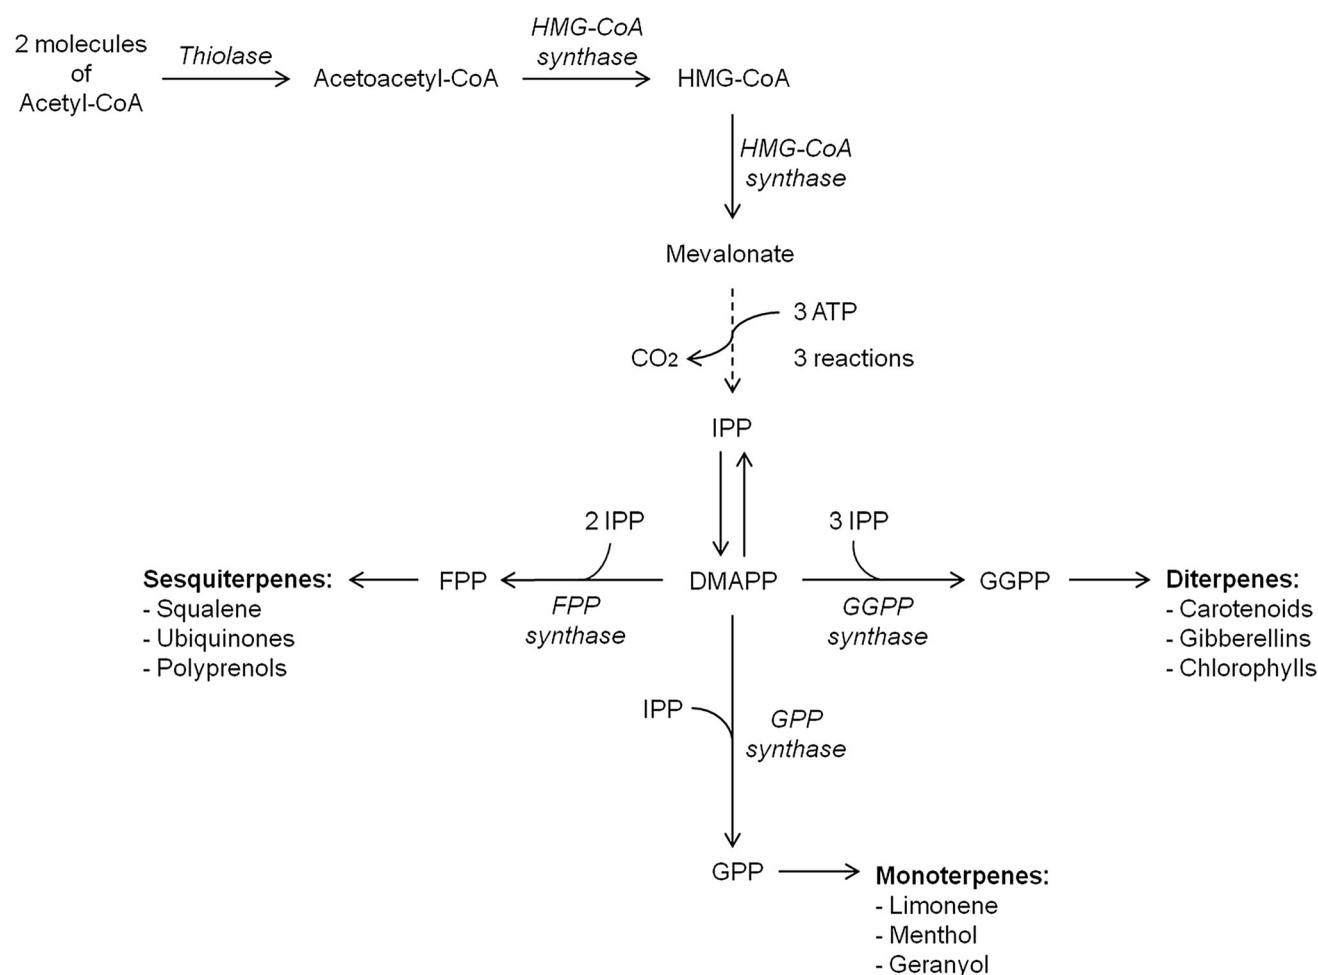 2 molecules
of
Acetyl-CoA
Thiolase
Acetoacetyl-CoA
HMG-CoA
synthase
HMG-CoA
HMG-CoA
synthase
Mevalonate
3 ATP
CO2
3 reactions
IPP
2 IPP
3 IPP
Sesquiterpenes:
- Squalene
- Ubiquinones
- Polyprenols
FPP
FPP
synthase
DMAPP
GGPP
synthase
GGPP
Diterpenes:
- Carotenoids
- Gibberellins
- Chlorophylls
IPP
GPP
synthase
GPP
Monoterpenes:
- Limonene
- Menthol
- Geranyol